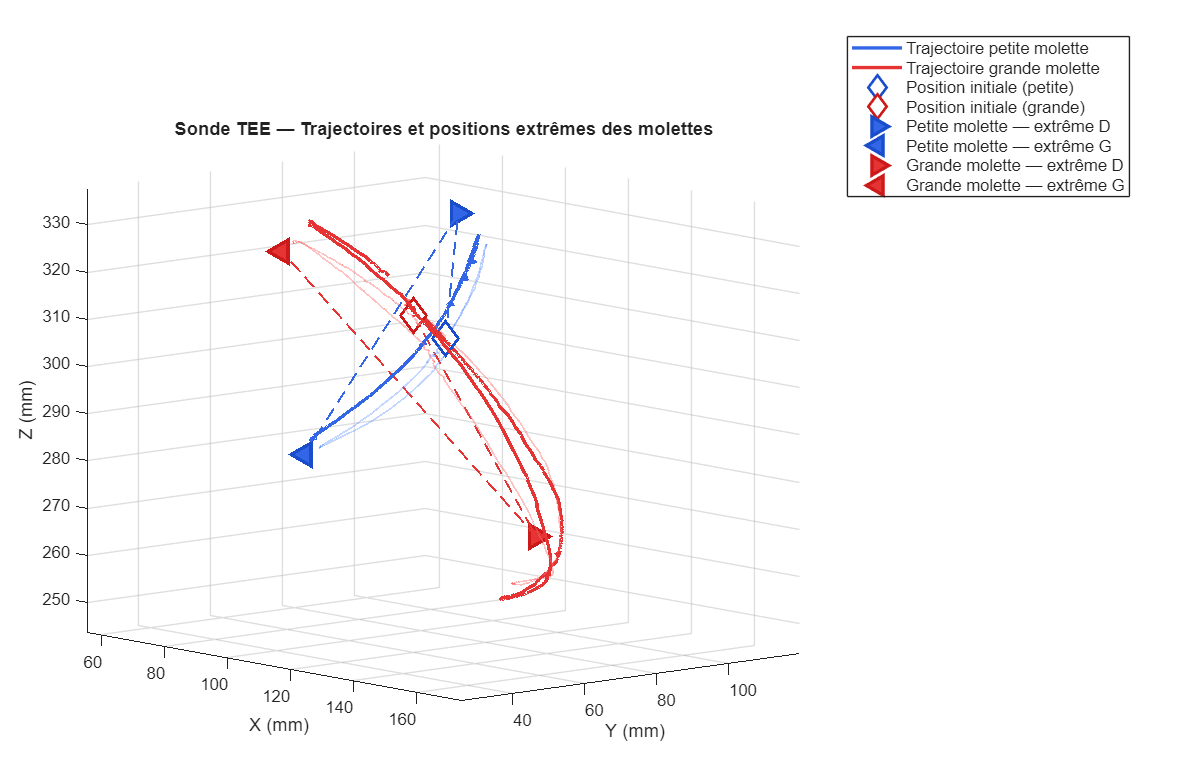 Trajectoire petite molette
Trajectoire grande molette
Position initiale (petite)
Position initiale (grande)
Petite molette — extrême D
Petite molette — extrême G
Grande molette — extrême D
Grande molette — extrême G
Sonde TEE — Trajectoires et positions extrêmes des molettes
330
320
310
300
290
280
270
260
250
Z (mm)
60
80
100
120
140
160
X (mm)
40
60
80
100
Y (mm)